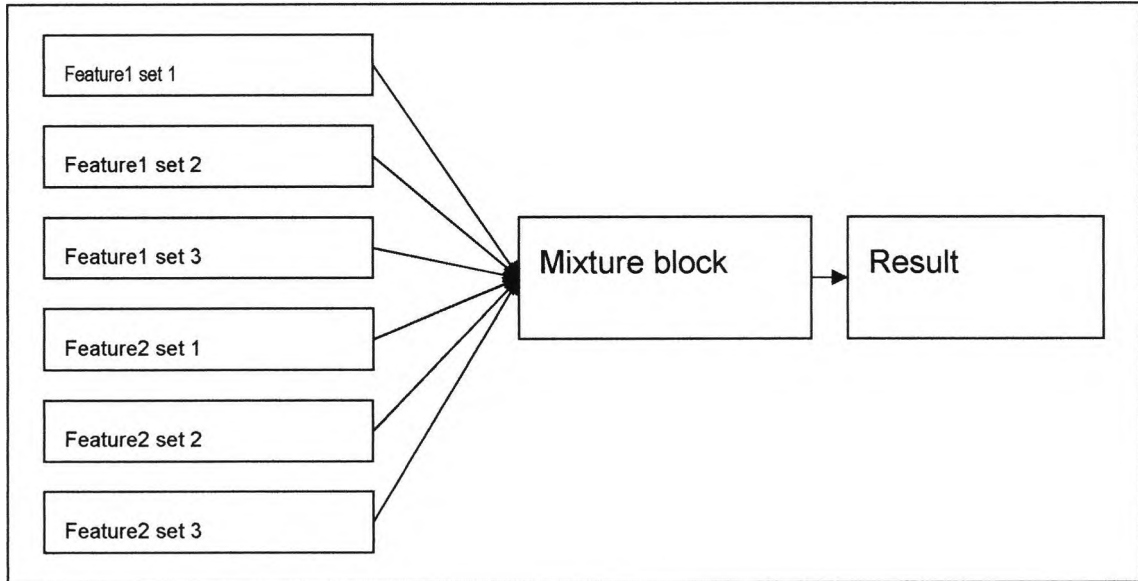 Feature1 set 1
Feature1 set 2
Feature1 set 3
Feature2 set 1
Feature2 set 2
Feature2 set 3
Mixture block
Result